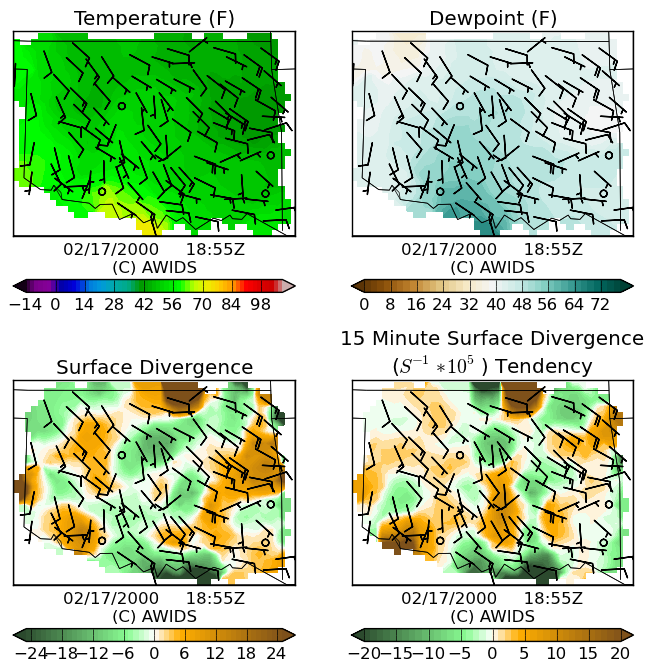 Temperature (F)
Dewpoint (F)
02/17/2000 18:55Z
(C) AWIDS
02/17/2000 18:55Z
(C) AWIDS
−14 0 14 28 42 56 70 84 98
0 8 16 24 32 40 48 56 64 72
Surface Divergence
15 Minute Surface Divergence
(S⁻¹ *10⁵ ) Tendency
02/17/2000 18:55Z
(C) AWIDS
02/17/2000 18:55Z
(C) AWIDS
−24 −18 −12 −6 0 6 12 18 24
−20 −15 −10 −5 0 5 10 15 20